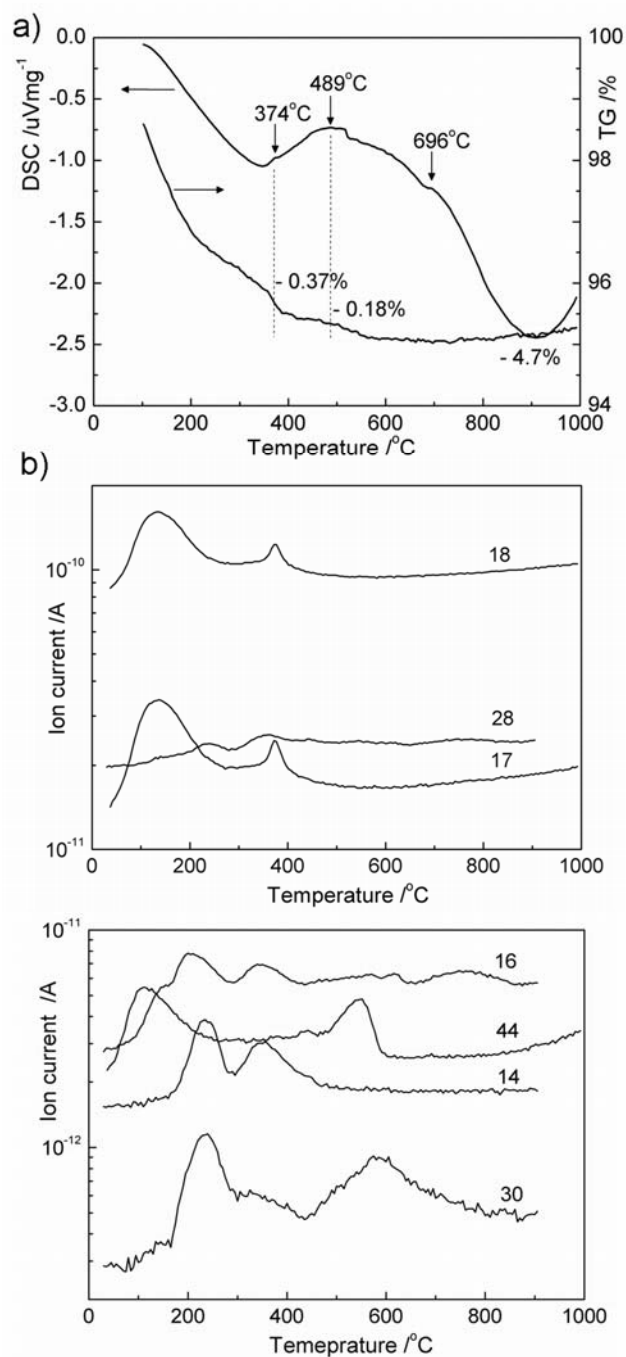 a)
0.0
-0.5
-1.0
-1.5
-2.0
-2.5
-3.0
DSC /uVmg-1
100
98
96
94
TG /%
374°C
489°C
696°C
- 0.37%
- 0.18%
- 4.7%
0 200 400 600 800 1000
Temperature /°C
b)
10-10
10-11
Ion current /A
18
28
17
0 200 400 600 800 1000
Temperature /°C
10-11
10-12
Ion current /A
16
44
14
30
0 200 400 600 800 1000
Temeprature /°C